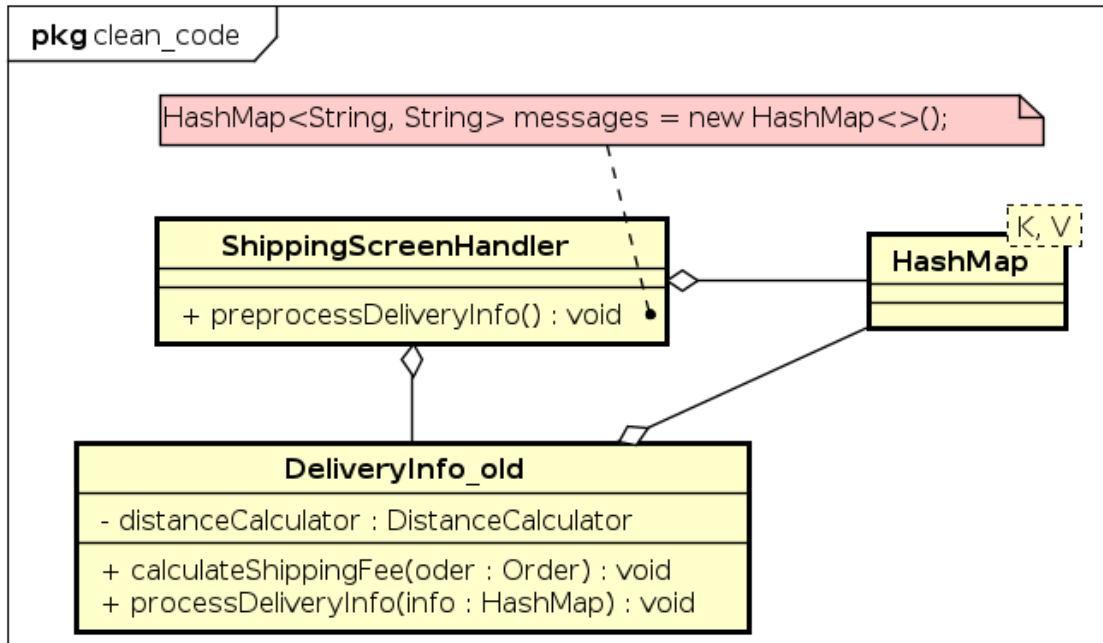 pkg clean_code
HashMap<String, String> messages = new HashMap<>();
K, V
ShippingScreenHandler
HashMap
+ preprocessDeliveryInfo() : void
DeliveryInfo_old
- distanceCalculator : DistanceCalculator
+ calculateShippingFee(oder : Order) : void
+ processDeliveryInfo(info : HashMap) : void